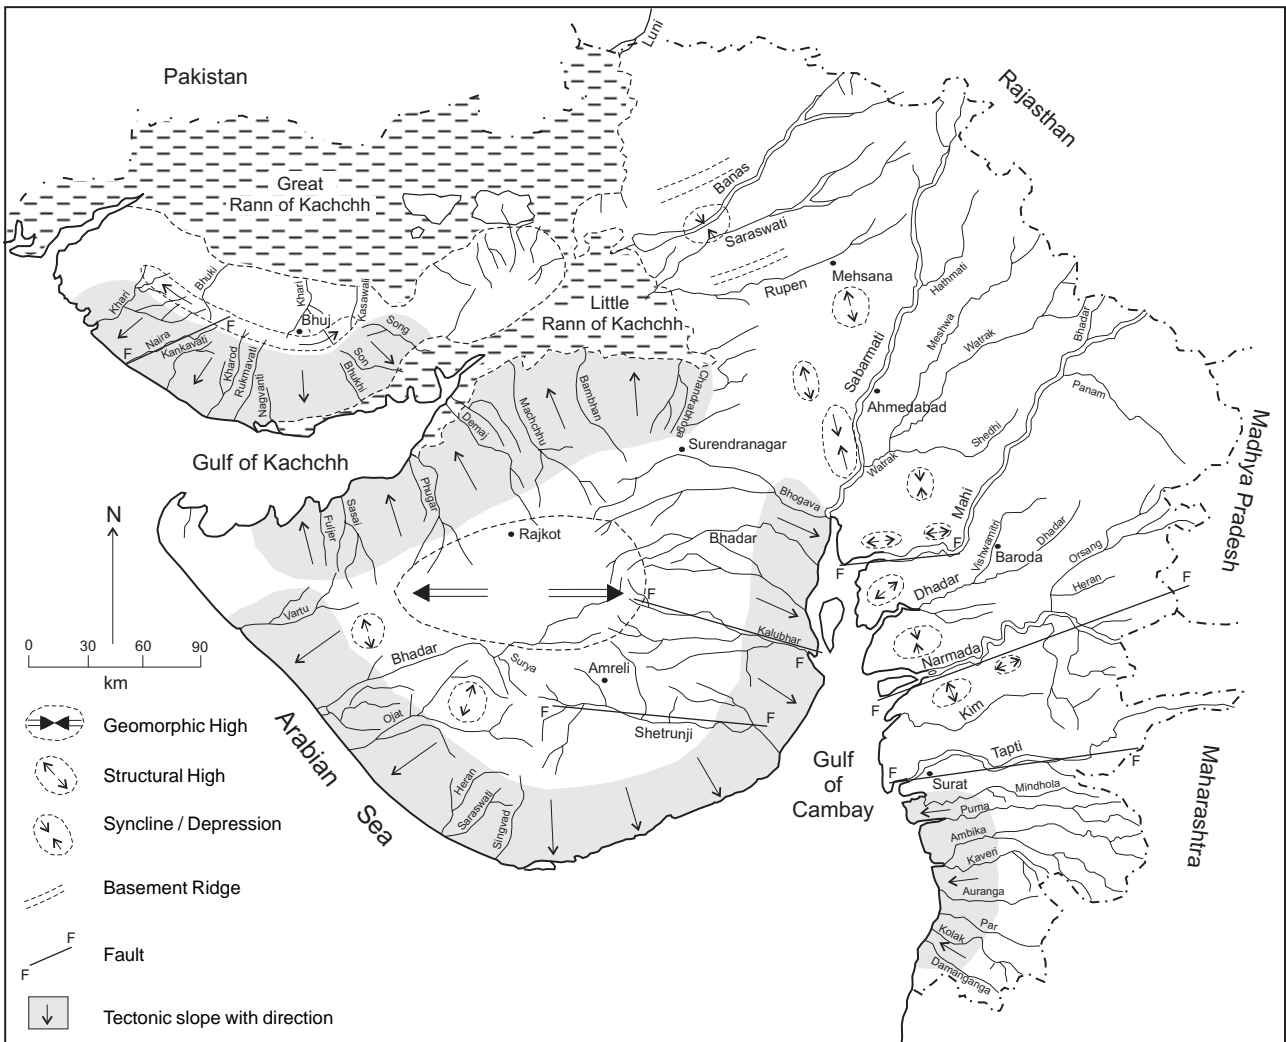 Luni
Pakistan
Rajasthan
Great
Rann of Kachchh
Banas
Saraswati
Mehsana
Rupen
Hathmati
Little
Rann of Kachchh
Bhuki
Khari
Khari
Kasawali
Bhuj
Song
Naira
F
F
Kankavati
Kharod
Rukmavati
Nagvanti
Son
Bhukhi
Meshwa
Watrak
Bhadar
Sabarmati
Ahmedabad
Panam
Madhya Pradesh
Demaj
Machchhu
Bambhan
Chandrabhoga
Surendranagar
Shedhi
Watrak
Gulf of Kachchh
Phugar
Sasal
Fuljer
Bhogava
Mahi
N
Rajkot
Bhadar
Vishwamitri
Dhadar
Baroda
Orsang
F
F
Dhadar
Heran
F
F
Vartu
Kalubhar
F
Narmada
0 30 60 90
km
Bhadar
Surya
Amreli
F
F
Shetrunji
Ojat
Kim
F
Arabian
Sea
Gulf
of
Cambay
Tapti
F
F
Surat
Mindhola
Maharashtra
Heran
Saraswati
Singvad
Purna
Ambika
Kaveri
Auranga
Par
Kolak
Damanganga
Geomorphic High
Structural High
Syncline / Depression
Basement Ridge
F
F
Fault
Tectonic slope with direction